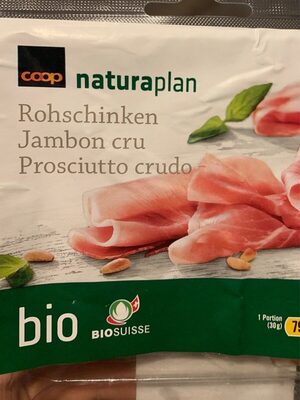 coop naturaplan
Rohschinken
Jambon cru
Prosciutto crudo
bio
BIOSUISSE
1 Portion
(30g)